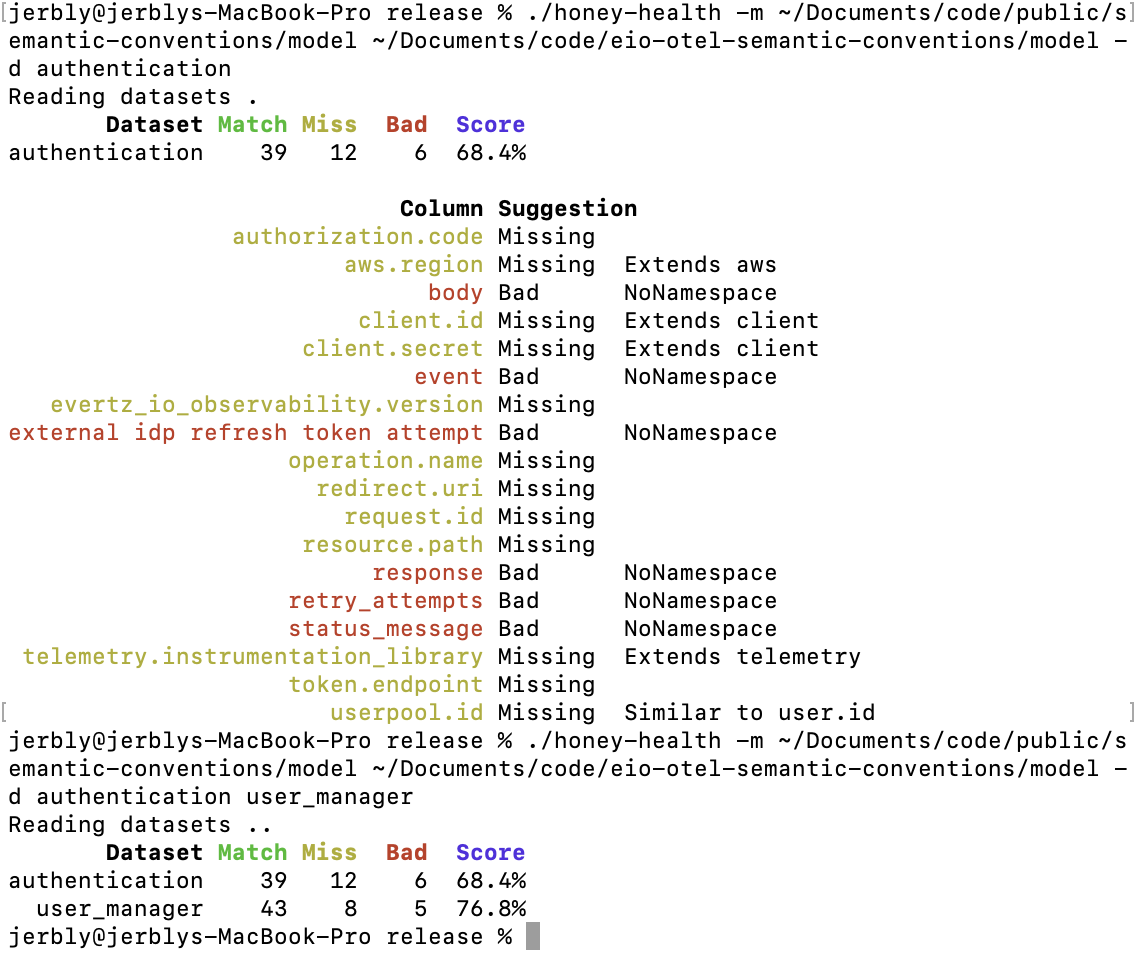 [jerbly@jerblys-MacBook-Pro release % ./honey-health -m ~/Documents/code/public/s]
emantic-conventions/model ~/Documents/code/eio-otel-semantic-conventions/model -
d authentication
Reading datasets .
Dataset Match Miss Bad Score
authentication 39 12 6 68.4%
Column Suggestion
authorization.code Missing
aws.region Missing Extends aws
body Bad NoNamespace
client.id Missing Extends client
client.secret Missing Extends client
event Bad NoNamespace
evertz_io_observability.version Missing
external idp refresh token attempt Bad NoNamespace
operation.name Missing
redirect.uri Missing
request.id Missing
resource.path Missing
response Bad NoNamespace
retry_attempts Bad NoNamespace
status_message Bad NoNamespace
telemetry.instrumentation_library Missing Extends telemetry
token.endpoint Missing
[ userpool.id Missing Similar to user.id ]
jerbly@jerblys-MacBook-Pro release % ./honey-health -m ~/Documents/code/public/s
emantic-conventions/model ~/Documents/code/eio-otel-semantic-conventions/model -
d authentication user_manager
Reading datasets ..
Dataset Match Miss Bad Score
authentication 39 12 6 68.4%
user_manager 43 8 5 76.8%
jerbly@jerblys-MacBook-Pro release %